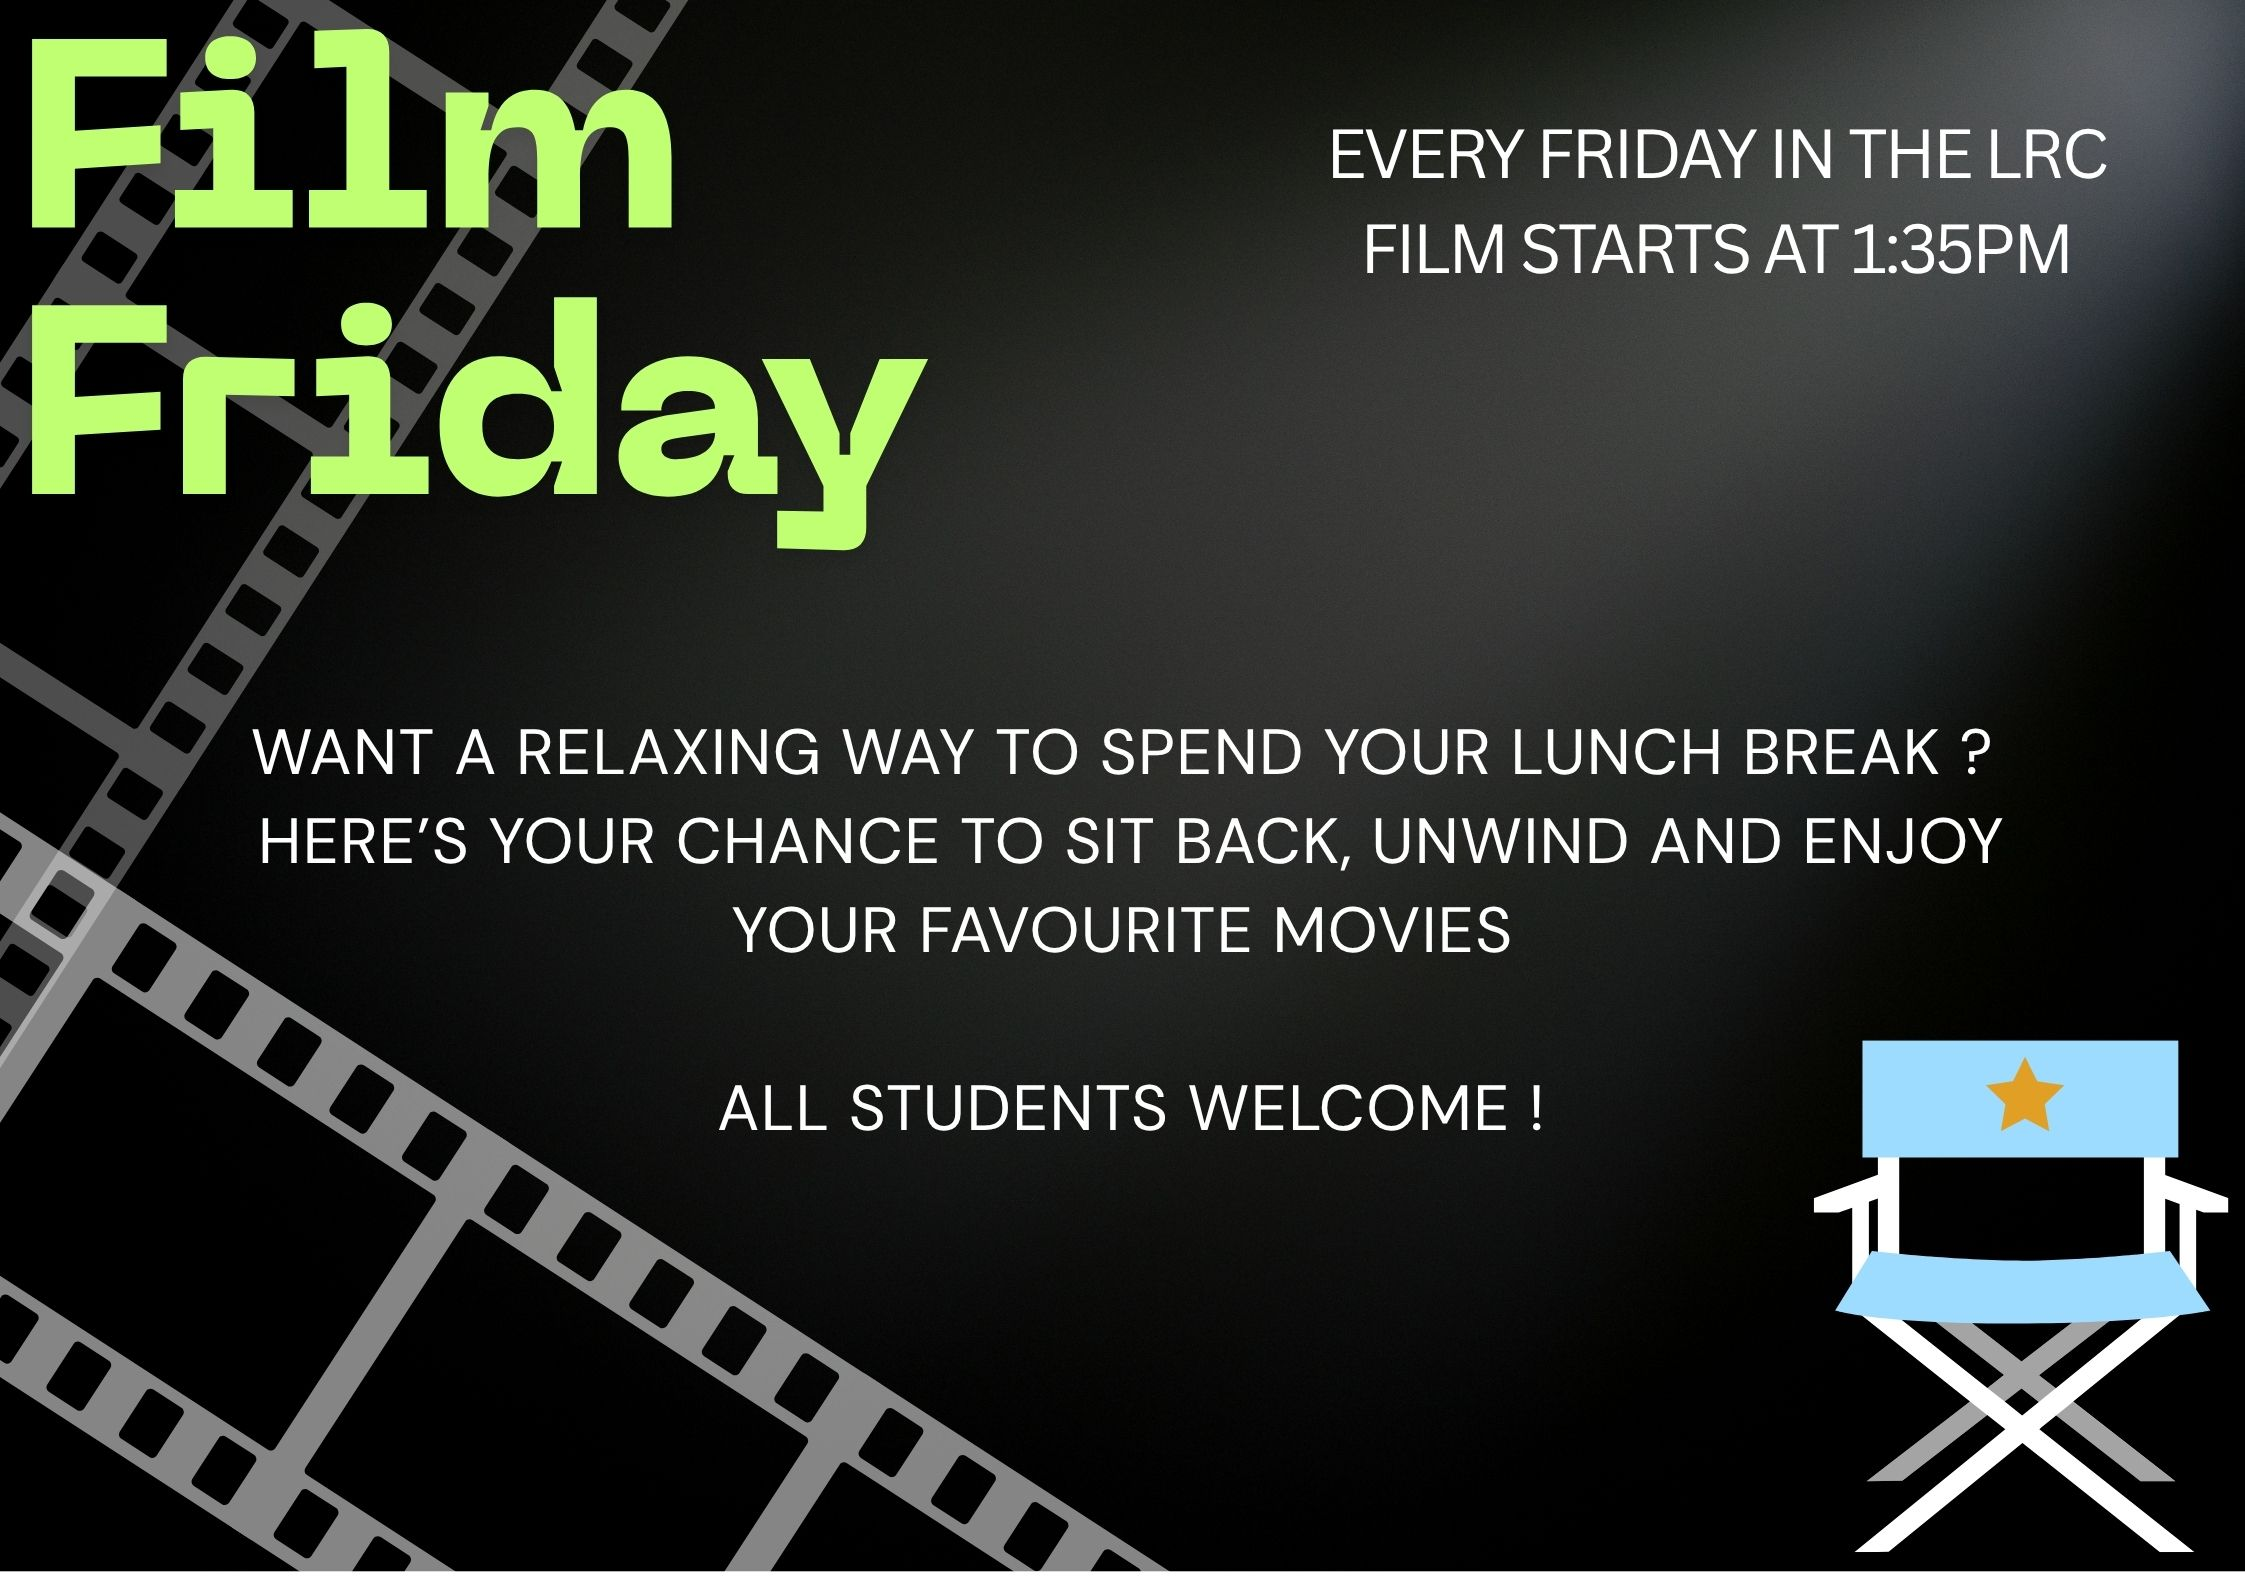 Film
Friday
EVERY FRIDAY IN THE LRC
FILM STARTS AT 1:35PM
WANT A RELAXING WAY TO SPEND YOUR LUNCH BREAK ?
HERE’S YOUR CHANCE TO SIT BACK, UNWIND AND ENJOY
YOUR FAVOURITE MOVIES
ALL STUDENTS WELCOME !